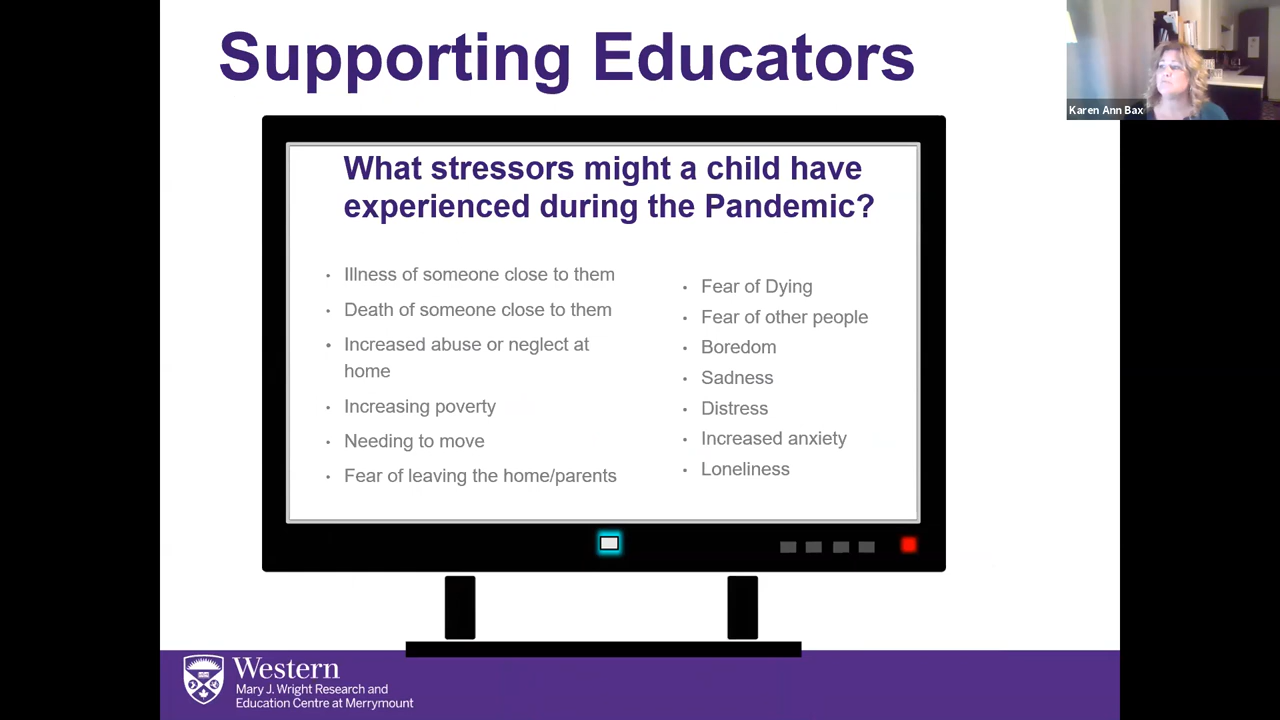 Supporting Educators
Karen Ann Bax
What stressors might a child have
experienced during the Pandemic?
• Illness of someone close to them
• Death of someone close to them
• Increased abuse or neglect at
home
• Increasing poverty
• Needing to move
• Fear of leaving the home/parents
• Fear of Dying
• Fear of other people
• Boredom
• Sadness
• Distress
• Increased anxiety
• Loneliness
Western
Mary J. Wright Research and
Education Centre at Merrymount